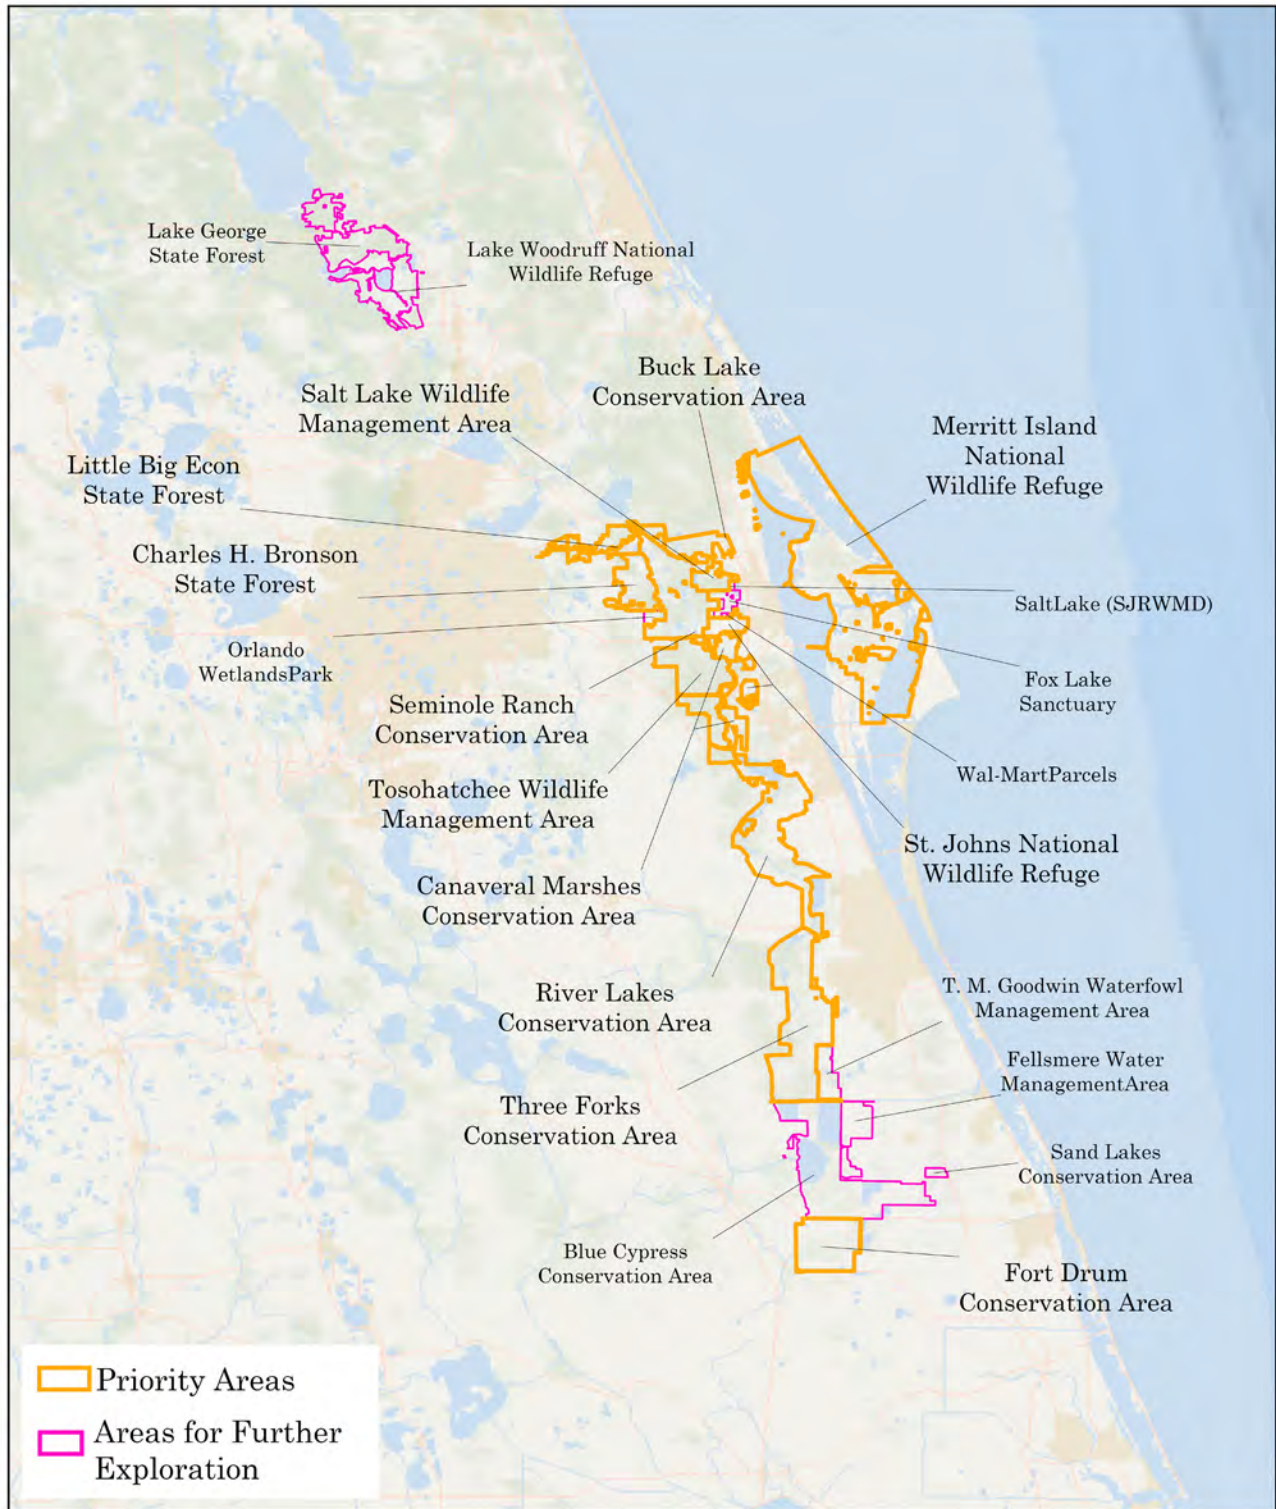 Lake George
State Forest
Lake Woodruff National
Wildlife Refuge
Buck Lake
Conservation Area
Salt Lake Wildlife
Management Area
Merritt Island
National
Wildlife Refuge
Little Big Econ
State Forest
Charles H. Bronson
State Forest
SaltLake (SJRWMD)
Orlando
WetlandsPark
Fox Lake
Sanctuary
Seminole Ranch
Conservation Area
Wal-MartParcels
Tosohatchee Wildlife
Management Area
St. Johns National
Wildlife Refuge
Canaveral Marshes
Conservation Area
River Lakes
Conservation Area
T. M. Goodwin Waterfowl
Management Area
Fellsmere Water
ManagementArea
Three Forks
Conservation Area
Sand Lakes
Conservation Area
Blue Cypress
Conservation Area
Fort Drum
Conservation Area
Priority Areas
Areas for Further
Exploration